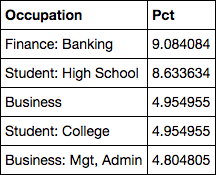 Occupation Pct
Finance: Banking 9.084084
Student: High School 8.633634
Business 4.954955
Student: College 4.954955
Business: Mgt, Admin 4.804805